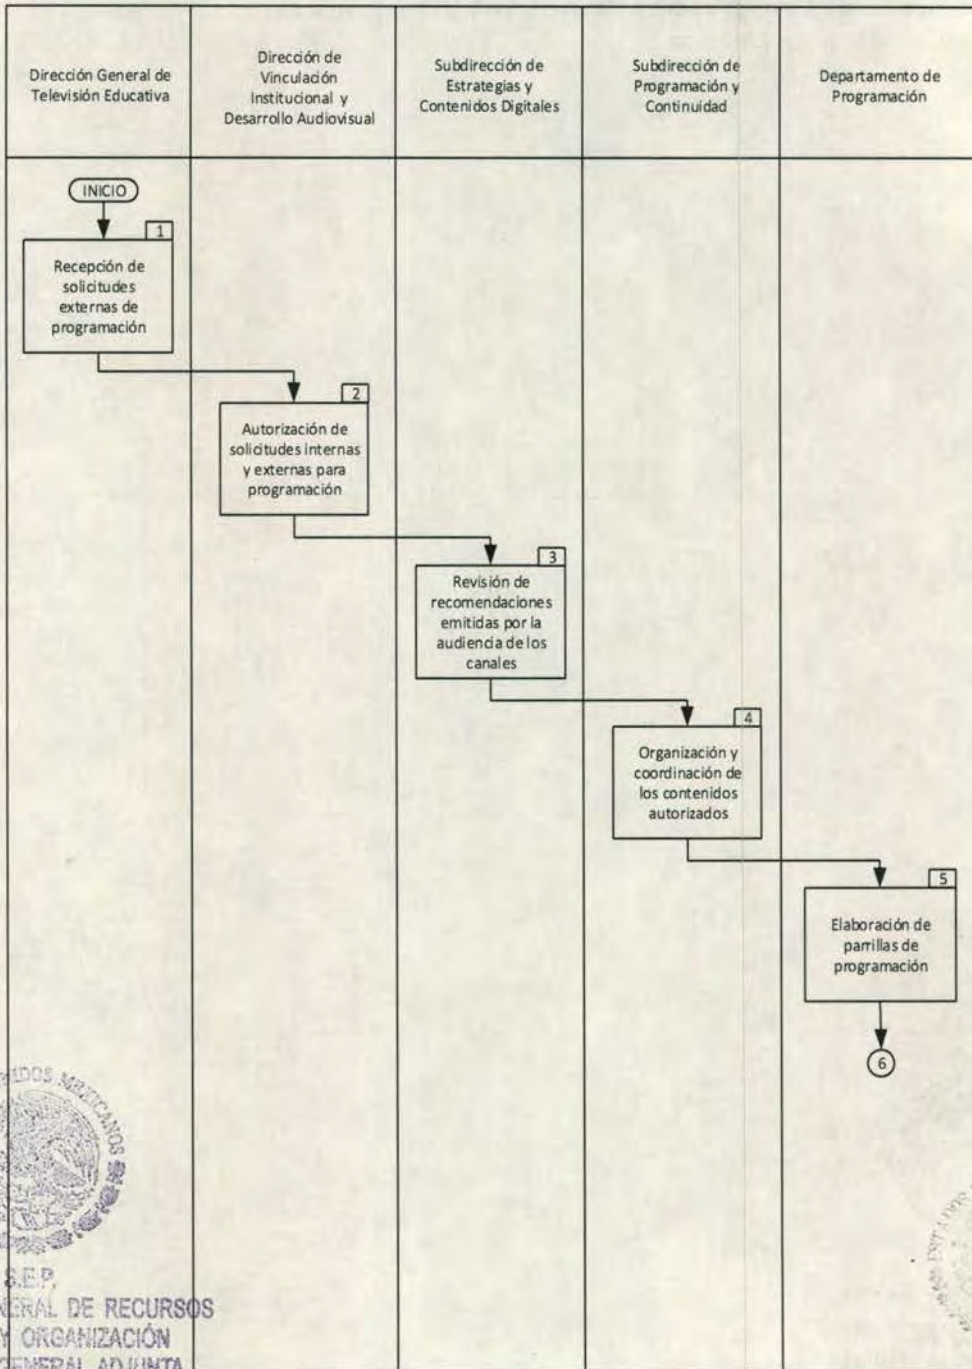 Dirección General de
Televisión Educativa
Dirección de
Vinculación
Institucional y
Desarrollo Audiovisual
Subdirección de
Estrategias y
Contenidos Digitales
Subdirección de
Programación y
Continuidad
Departamento de
Programación
INICIO
1
Recepción de
solicitudes
externas de
programación
2
Autorización de
solicitudes internas
y externas para
programación
3
Revisión de
recomendaciones
emitidas por la
audiencia de los
canales
4
Organización y
coordinación de
los contenidos
autorizados
5
Elaboración de
parrillas de
programación
6
MEXICANOS
S.E.P.
DE RECURSOS
Y ORGANIZACIÓN
GENERAL ADJUNTA